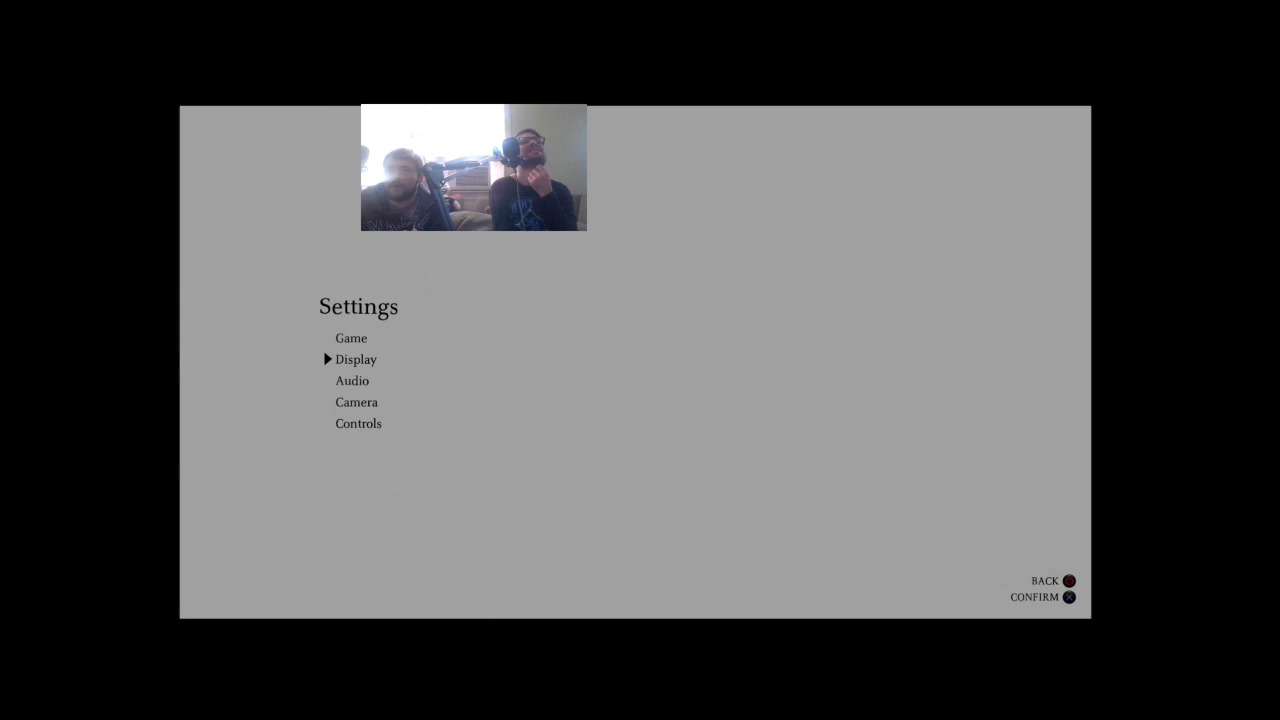 Settings
Game
Display
Audio
Camera
Controls
BACK
CONFIRM